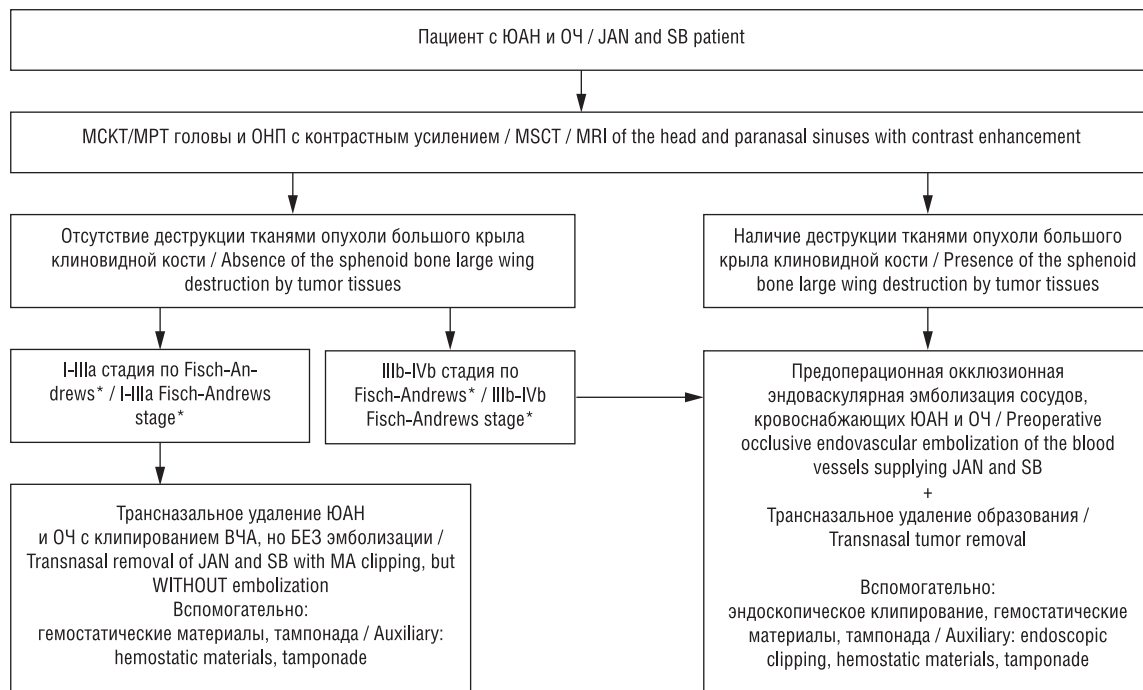 Пациент с ЮАН и ОЧ / JAN and SB patient
МСКТ/МРТ головы и ОНП с контрастным усилением / MSCT / MRI of the head and paranasal sinuses with contrast enhancement
Отсутствие деструкции тканями опухоли большого крыла
клиновидной кости / Absence of the sphenoid bone large wing
destruction by tumor tissues
Наличие деструкции тканями опухоли большого
крыла клиновидной кости / Presence of the sphenoid
bone large wing destruction by tumor tissues
I-IIIa стадия по Fisch-An-
drews* / I-IIIa Fisch-Andrews
stage*
IIIb-IVb стадия по
Fisch-Andrews* / IIIb-IVb
Fisch-Andrews stage*
Предоперационная окклюзионная
эндоваскулярная эмболизация сосудов,
кровоснабжающих ЮАН и ОЧ / Preoperative
occlusive endovascular embolization of the blood
vessels supplying JAN and SB
+
Трансназальное удаление образования /
Transnasal tumor removal
Вспомогательно:
эндоскопическое клипирование, гемостатические
материалы, тампонада / Auxiliary: endoscopic
clipping, hemostatic materials, tamponade
Трансназальное удаление ЮАН
и ОЧ с клипированием ВЧА, но БЕЗ эмболизации /
Transnasal removal of JAN and SB with MA clipping, but
WITHOUT embolization
Вспомогательно:
гемостатические материалы, тампонада / Auxiliary:
hemostatic materials, tamponade